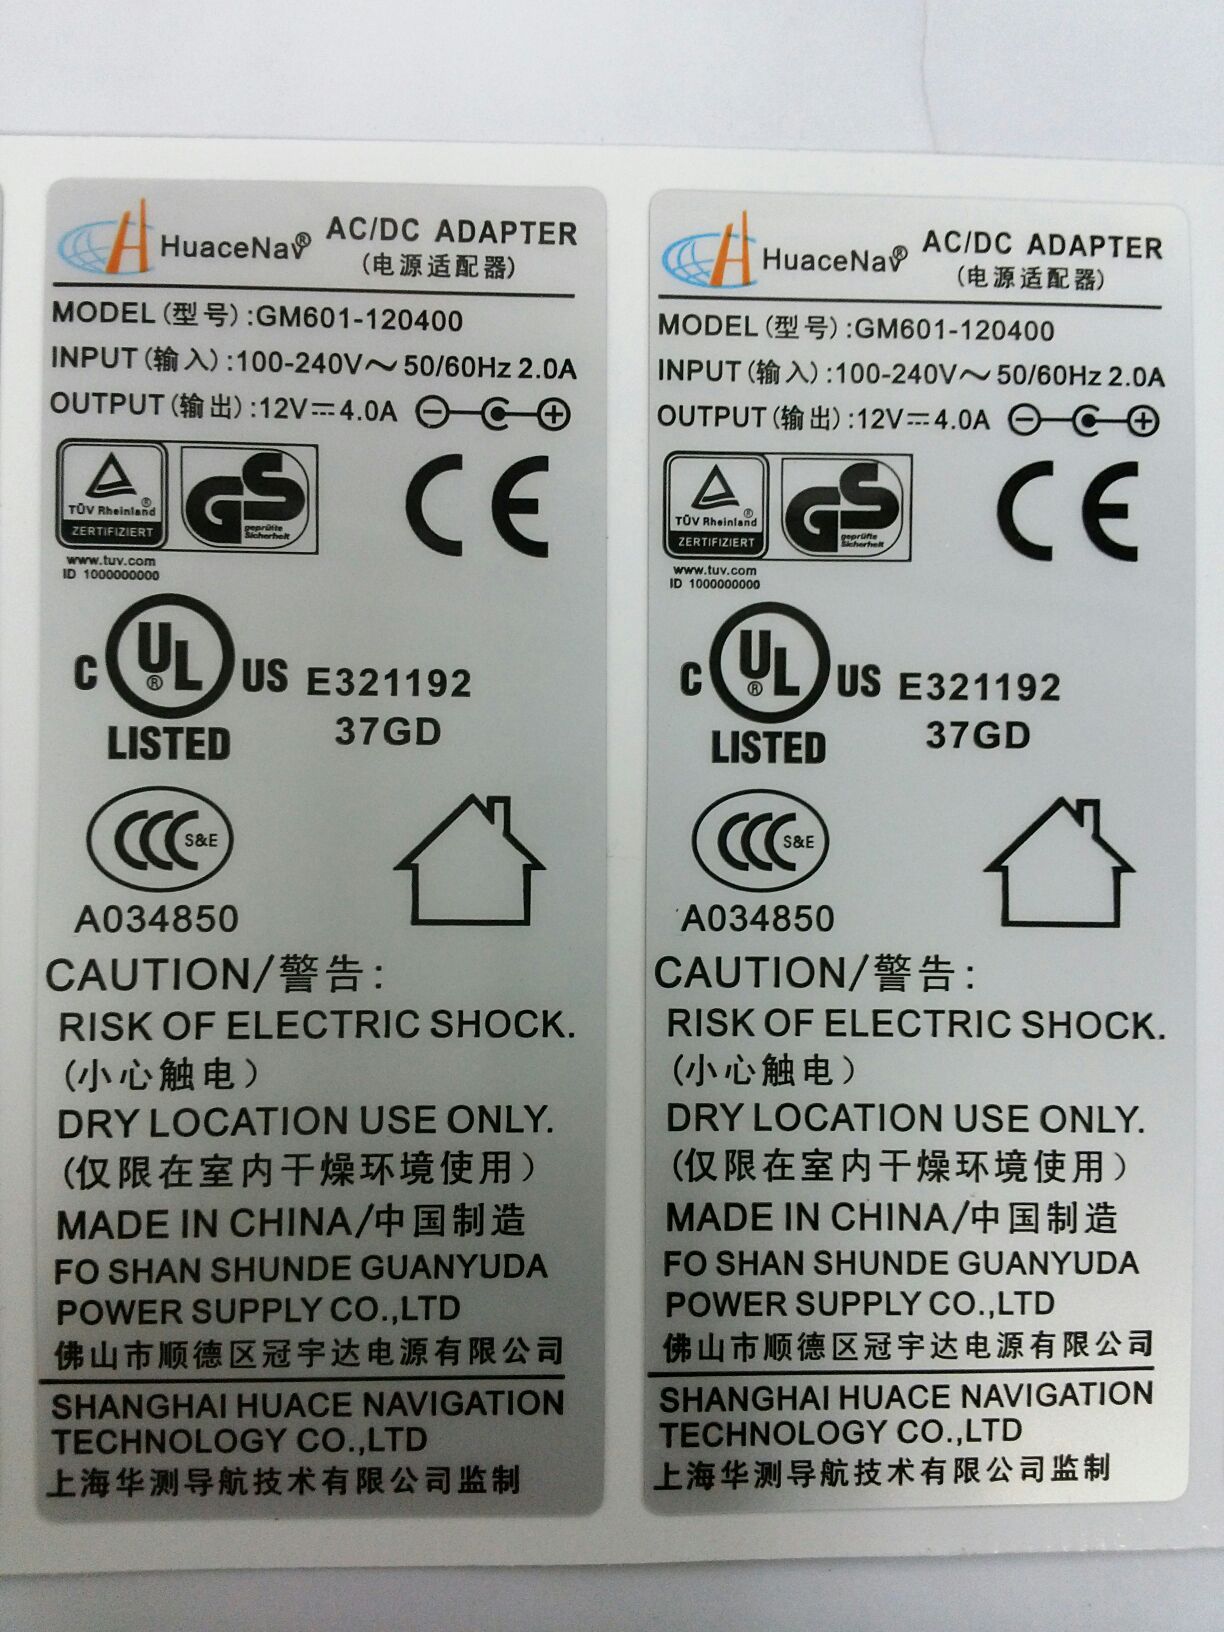 HuaceNav®
AC/DC ADAPTER
(电源适配器)
MODEL(型号):GM601-120400
INPUT(输入):100-240V～50/60Hz 2.0A
OUTPUT(输出):12V⎓4.0A
TÜV Rheinland®
ZERTIFIZIERT
GS
geprüfte
Sicherheit
CE
www.tuv.com
ID 1000000000
C UL® US
LISTED
E321192
37GD
CCC S&E
A034850
CAUTION/警告:
RISK OF ELECTRIC SHOCK.
(小心触电)
DRY LOCATION USE ONLY.
(仅限在室内干燥环境使用)
MADE IN CHINA/中国制造
FO SHAN SHUNDE GUANYUDA
POWER SUPPLY CO.,LTD
佛山市顺德区冠宇达电源有限公司
SHANGHAI HUACE NAVIGATION
TECHNOLOGY CO.,LTD
上海华测导航技术有限公司监制
HuaceNav®
AC/DC ADAPTER
(电源适配器)
MODEL(型号):GM601-120400
INPUT(输入):100-240V～50/60Hz 2.0A
OUTPUT(输出):12V⎓4.0A
TÜV Rheinland®
ZERTIFIZIERT
GS
geprüfte
Sicherheit
CE
www.tuv.com
ID 1000000000
C UL® US
LISTED
E321192
37GD
CCC S&E
A034850
CAUTION/警告:
RISK OF ELECTRIC SHOCK.
(小心触电)
DRY LOCATION USE ONLY.
(仅限在室内干燥环境使用)
MADE IN CHINA/中国制造
FO SHAN SHUNDE GUANYUDA
POWER SUPPLY CO.,LTD
佛山市顺德区冠宇达电源有限公司
SHANGHAI HUACE NAVIGATION
TECHNOLOGY CO.,LTD
上海华测导航技术有限公司监制